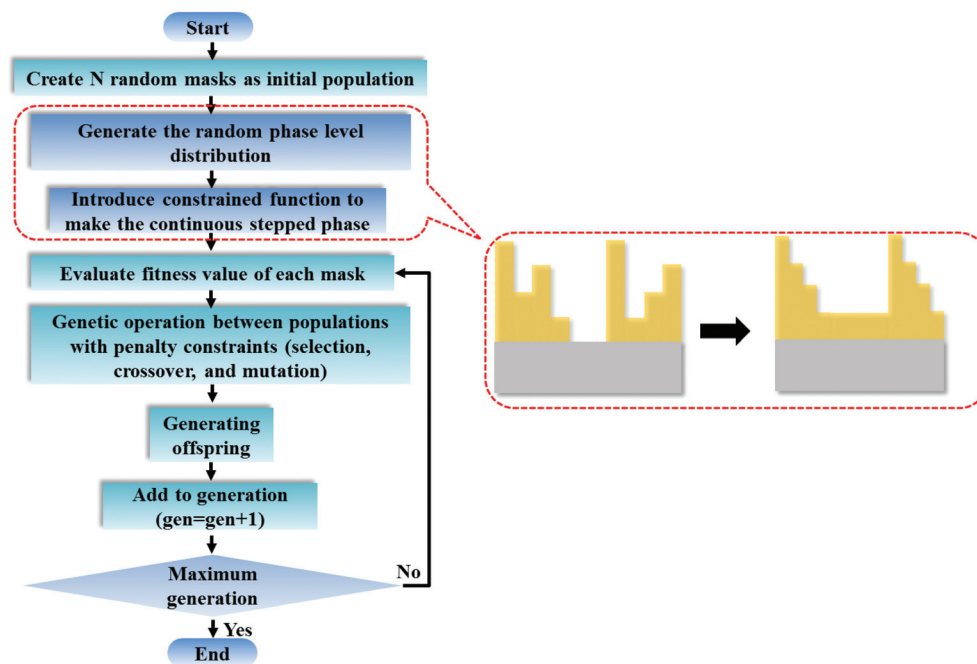 Start
Create N random masks as initial population
Generate the random phase level
distribution
Introduce constrained function to
make the continuous stepped phase
Evaluate fitness value of each mask
Genetic operation between populations
with penalty constraints (selection,
crossover, and mutation)
Generating
offspring
Add to generation
(gen=gen+1)
Maximum
generation
No
Yes
End